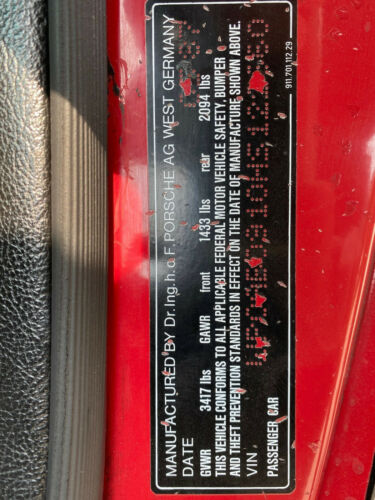 MANUFACTURED BY Dr. Ing. h.c. F. PORSCHE AG WEST GERMANY
DATE
GVWR 3417 lbs GAWR front 1433 lbs rear 2094 lbs
THIS VEHICLE CONFORMS TO ALL APPLICABLE FEDERAL MOTOR VEHICLE SAFETY, BUMPER
AND THEFT PREVENTION STANDARDS IN EFFECT ON THE DATE OF MANUFACTURE SHOWN ABOVE.
VIN
PASSENGER CAR
911.701.112.29